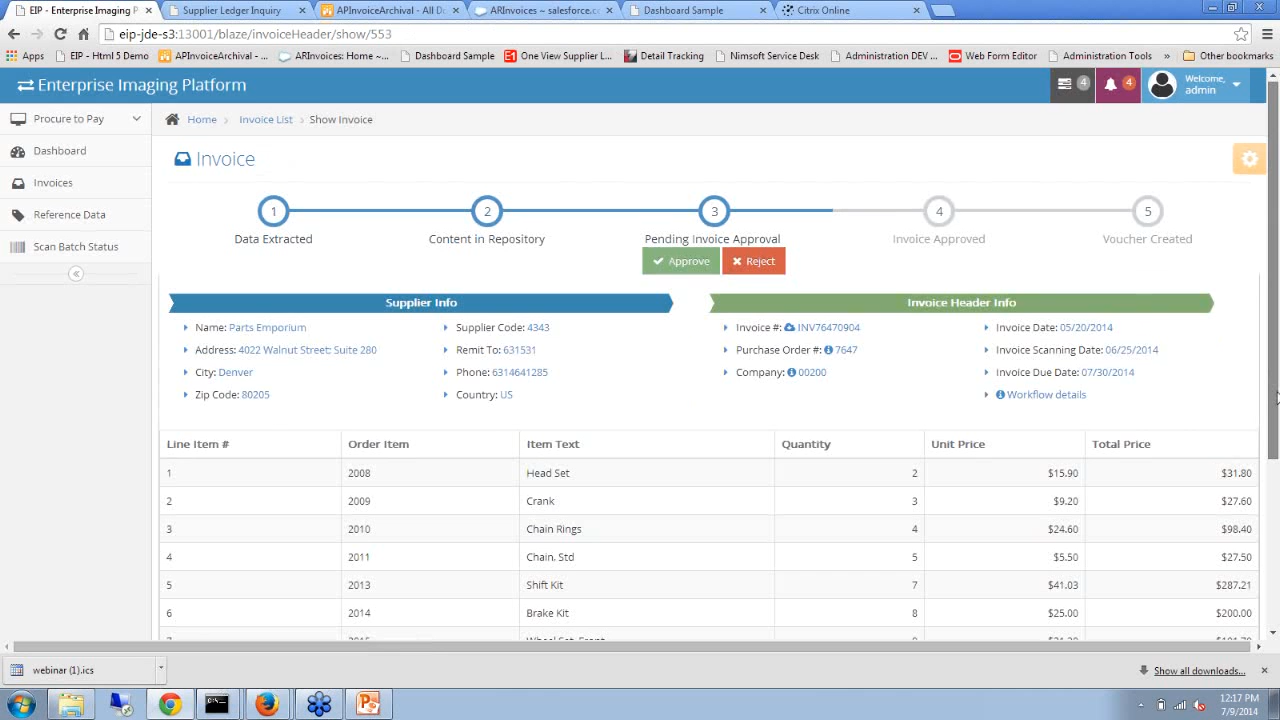 EIP - Enterprise Imaging P
Supplier Ledger Inquiry
APInvoiceArchival - All D
ARInvoices ~ salesforce.c
Dashboard Sample
Citrix Online
eip-jde-s3:13001/blaze/invoiceHeader/show/553
Apps
EIP - Html 5 Demo
APInvoiceArchival -...
ARInvoices: Home ~...
Dashboard Sample
One View Supplier L...
Detail Tracking
Nimsoft Service Desk
Administration DEV ...
Web Form Editor
Administration Tools
»
Other bookmarks
Enterprise Imaging Platform
4
4
Welcome,
admin
Procure to Pay
Dashboard
Invoices
Reference Data
Scan Batch Status
Home
Invoice List
Show Invoice
Invoice
1
2
3
4
5
Data Extracted
Content in Repository
Pending Invoice Approval
Invoice Approved
Voucher Created
Approve
Reject
Supplier Info
Name: Parts Emporium
Supplier Code: 4343
Address: 4022 Walnut Street: Suite 280
Remit To: 631531
City: Denver
Phone: 6314641285
Zip Code: 80205
Country: US
Invoice Header Info
Invoice #: INV76470904
Invoice Date: 05/20/2014
Purchase Order #: 7647
Invoice Scanning Date: 06/25/2014
Company: 00200
Invoice Due Date: 07/30/2014
Workflow details
Line Item # Order Item Item Text Quantity Unit Price Total Price
1 2008 Head Set 2 $15.90 $31.80
2 2009 Crank 3 $9.20 $27.60
3 2010 Chain Rings 4 $24.60 $98.40
4 2011 Chain. Std 5 $5.50 $27.50
5 2013 Shift Kit 7 $41.03 $287.21
6 2014 Brake Kit 8 $25.00 $200.00
webinar (1).ics
Show all downloads...
12:17 PM
7/9/2014